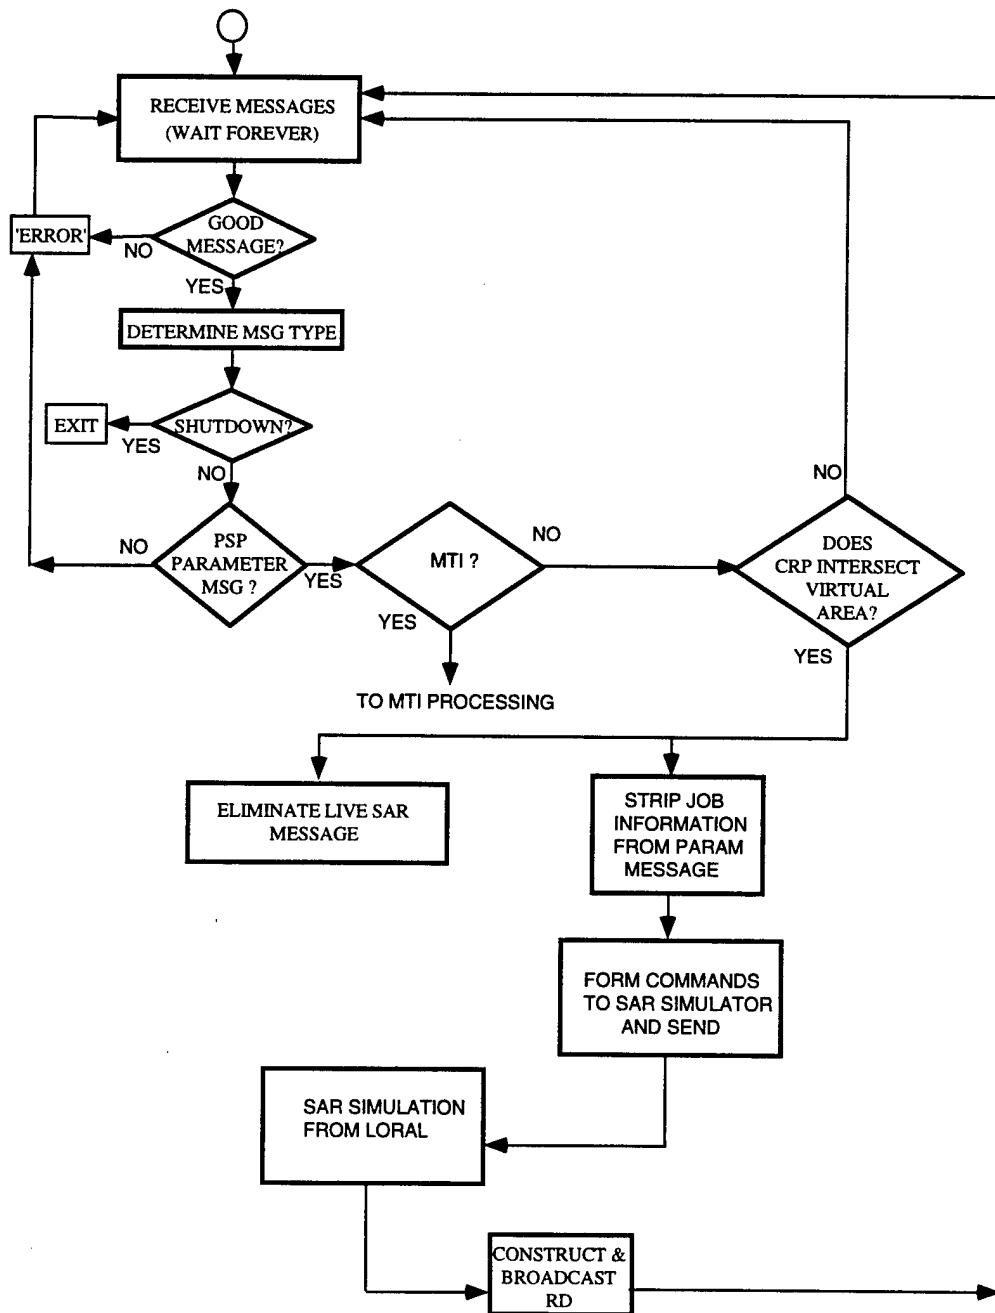 RECEIVE MESSAGES
(WAIT FOREVER)
GOOD
MESSAGE?
'ERROR'
NO
YES
DETERMINE MSG TYPE
SHUTDOWN?
EXIT
YES
NO
NO
PSP
PARAMETER
MSG ?
YES
MTI ?
NO
YES
NO
DOES
CRP INTERSECT
VIRTUAL
AREA?
YES
TO MTI PROCESSING
ELIMINATE LIVE SAR
MESSAGE
STRIP JOB
INFORMATION
FROM PARAM
MESSAGE
FORM COMMANDS
TO SAR SIMULATOR
AND SEND
SAR SIMULATION
FROM LORAL
CONSTRUCT &
BROADCAST
RD